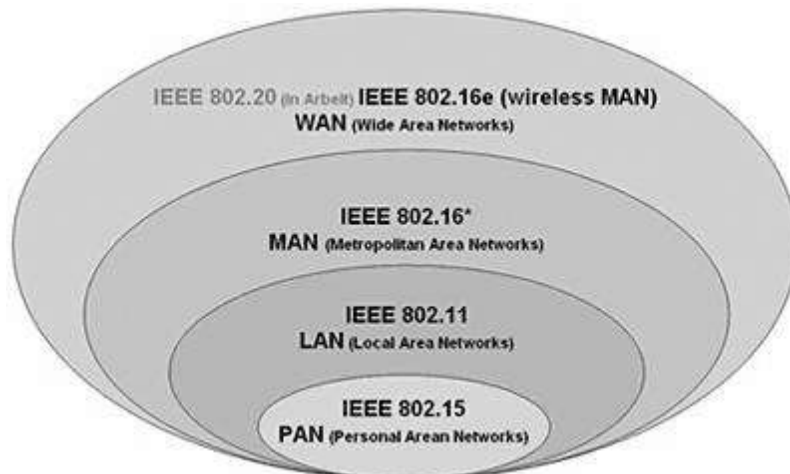 IEEE 802.20 (In Arbeit) IEEE 802.16e (wireless MAN)
WAN (Wide Area Networks)
IEEE 802.16*
MAN (Metropolitan Area Networks)
IEEE 802.11
LAN (Local Area Networks)
IEEE 802.15
PAN (Personal Arean Networks)